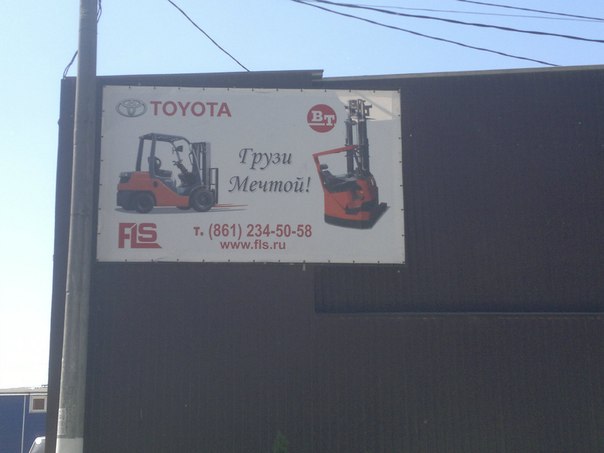 TOYOTA
BT
Грузи
Мечтой!
FLS
т. (861) 234-50-58
www.fls.ru